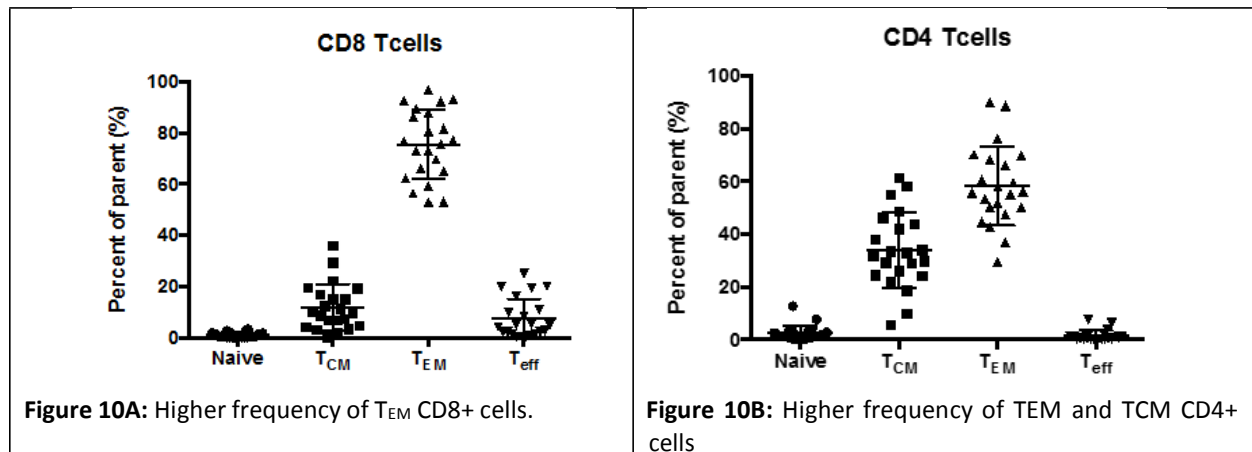 CD8 Tcells
Percent of parent (%)
100
80
60
40
20
0
Naive TCM TEM Teff
Figure 10A: Higher frequency of TEM CD8+ cells.
CD4 Tcells
Percent of parent (%)
100
80
60
40
20
0
Naive TCM TEM Teff
Figure 10B: Higher frequency of TEM and TCM CD4+
cells